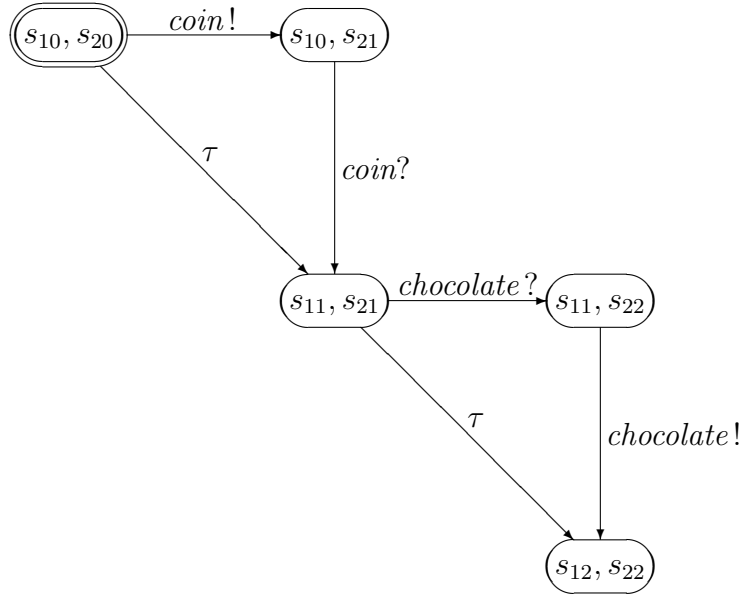 s₁₀, s₂₀ coin! s₁₀, s₂₁
τ
coin?
s₁₁, s₂₁ chocolate? s₁₁, s₂₂
τ
chocolate!
s₁₂, s₂₂